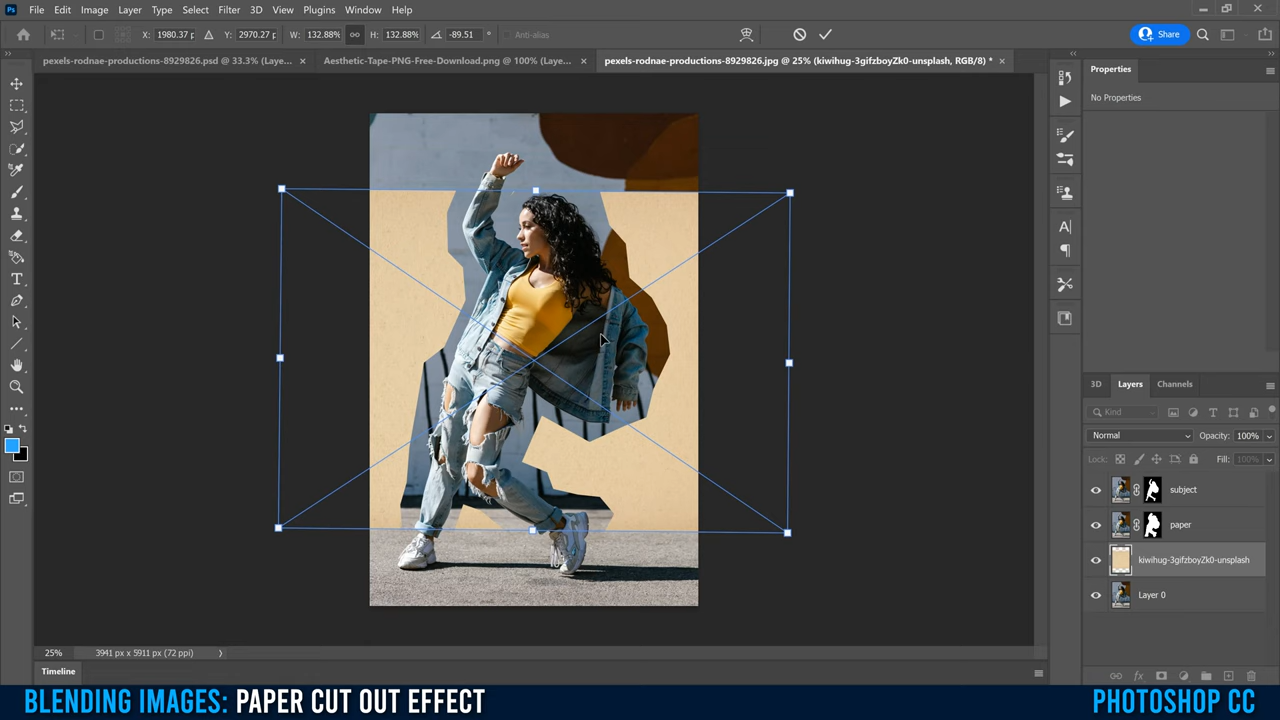 Ps File Edit Image Layer Type Select Filter 3D View Plugins Window Help
X: 1980.37 p Y: 2970.27 p W: 132.88% H: 132.88% -89.51 ° Anti-alias Share
pexels-rodnae-productions-8929826.psd @ 33.3% (Laye... × Aesthetic-Tape-PNG-Free-Download.png @ 100% (Laye... × pexels-rodnae-productions-8929826.jpg @ 25% (kiwihug-3gifzboyZk0-unsplash, RGB/8) * ×
Properties
No Properties
3D Layers Channels
Kind
Normal Opacity: 100%
Lock: Fill: 100%
subject
paper
kiwihug-3gifzboyZk0-unsplash
Layer 0
25% 3941 px x 5911 px (72 ppi)
Timeline
BLENDING IMAGES: PAPER CUT OUT EFFECT PHOTOSHOP CC